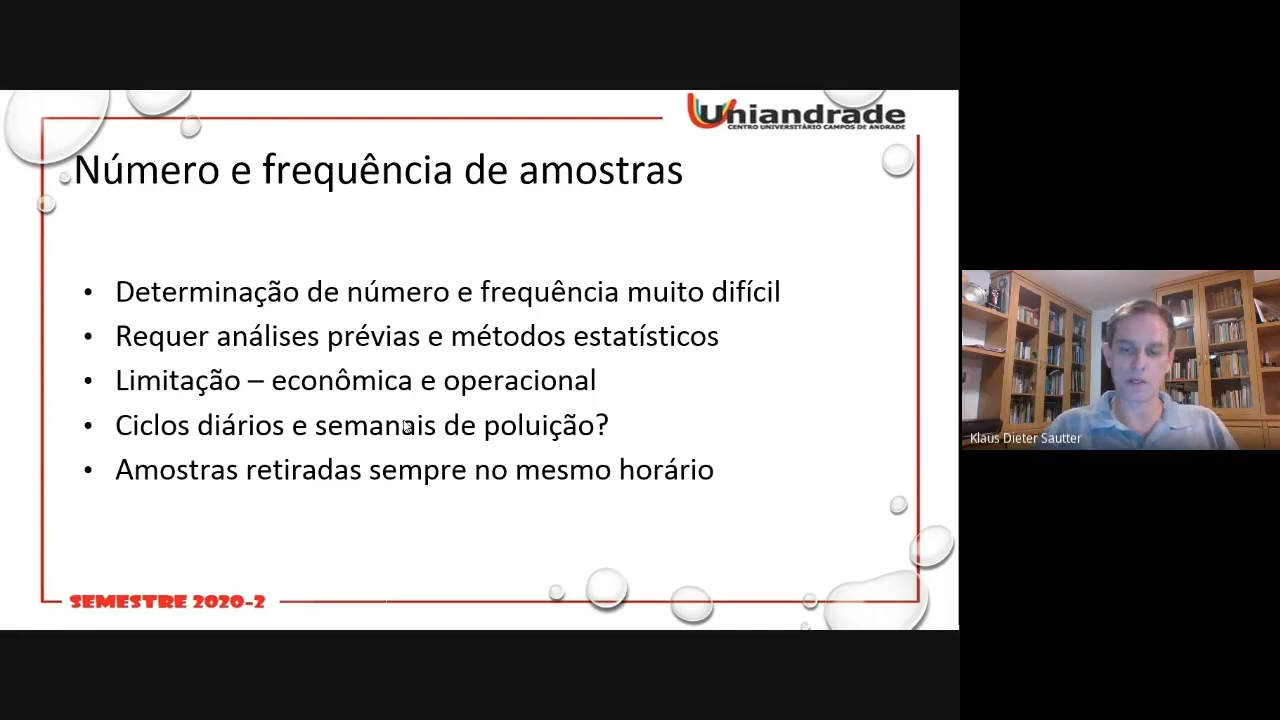 Uniandrade
CENTRO UNIVERSITÁRIO CAMPOS DE ANDRADE
Número e frequência de amostras
• Determinação de número e frequência muito difícil
• Requer análises prévias e métodos estatísticos
• Limitação – econômica e operacional
• Ciclos diários e semanais de poluição?
• Amostras retiradas sempre no mesmo horário
SEMESTRE 2020-2
Klaus Dieter Sautter